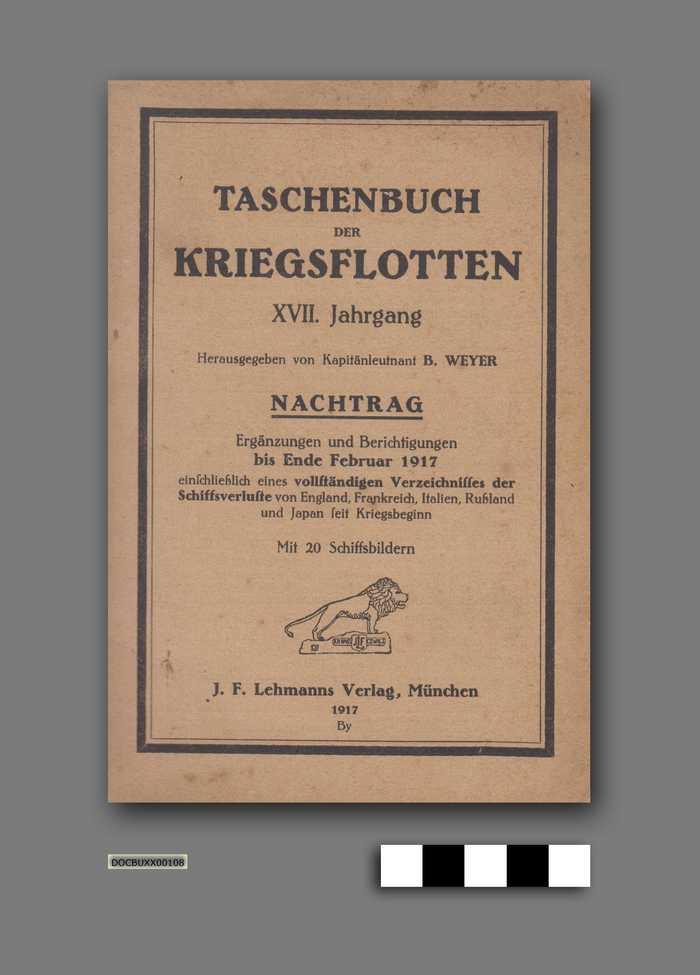 TASCHENBUCH
DER
KRIEGSFLOTTEN
XVII. Jahrgang
Herausgegeben von Kapitänleutnant B. WEYER
NACHTRAG
Ergänzungen und Berichtigungen
bis Ende Februar 1917
einſchließlich eines vollſtändigen Verzeichniſſes der
Schiffsverluſte von England, Frankreich, Italien, Rußland
und Japan ſeit Kriegsbeginn
Mit 20 Schiffsbildern
J. F. Lehmanns Verlag, München
1917
By
DOCBUXX00108